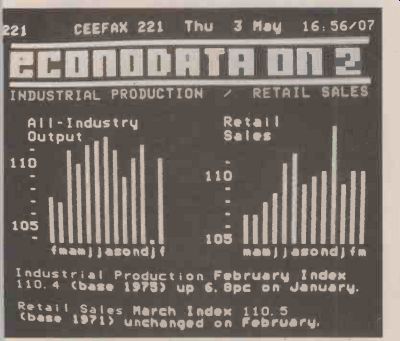 221 CEEFAX 221 Thu 3 May 16:56/07
ECONODATA ON 2
INDUSTRIAL PRODUCTION / RETAIL SALES
All-Industry
Output
110
105
fmamjjasondjf
Retail
Sales
110
105
mamjjasondjfm
Industrial Production February Index
110.4 (base 1975) up 6.8pc on January.
Retail Sales March Index 110.5
(base 1971) unchanged on February.